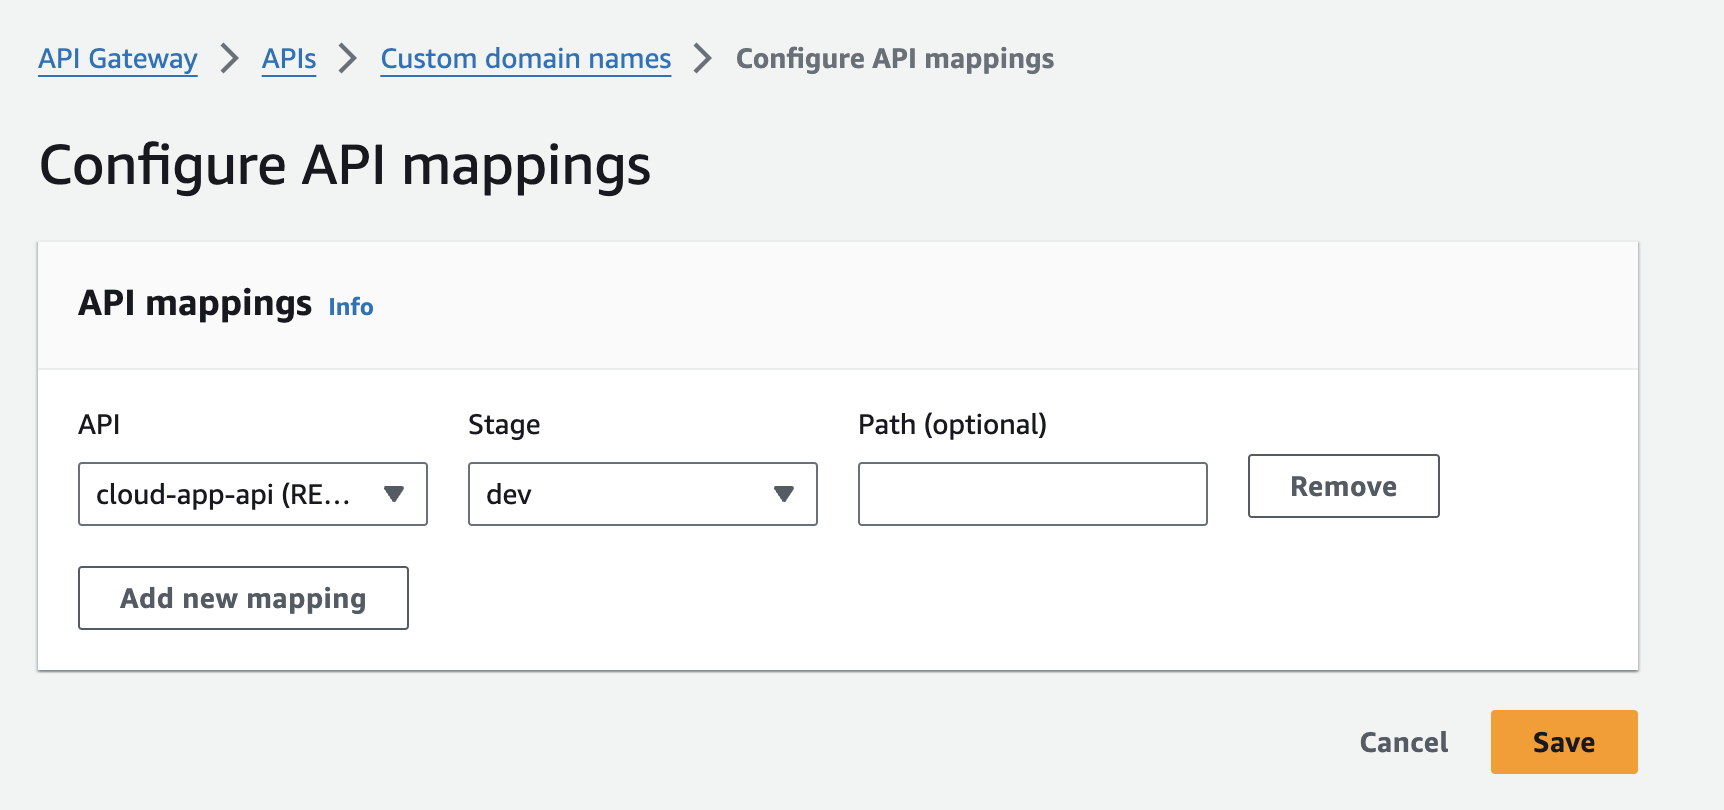 API Gateway > APIs > Custom domain names > Configure API mappings
Configure API mappings
API mappings Info
API Stage Path (optional)
cloud-app-api (RE... dev Remove
Add new mapping
Cancel Save